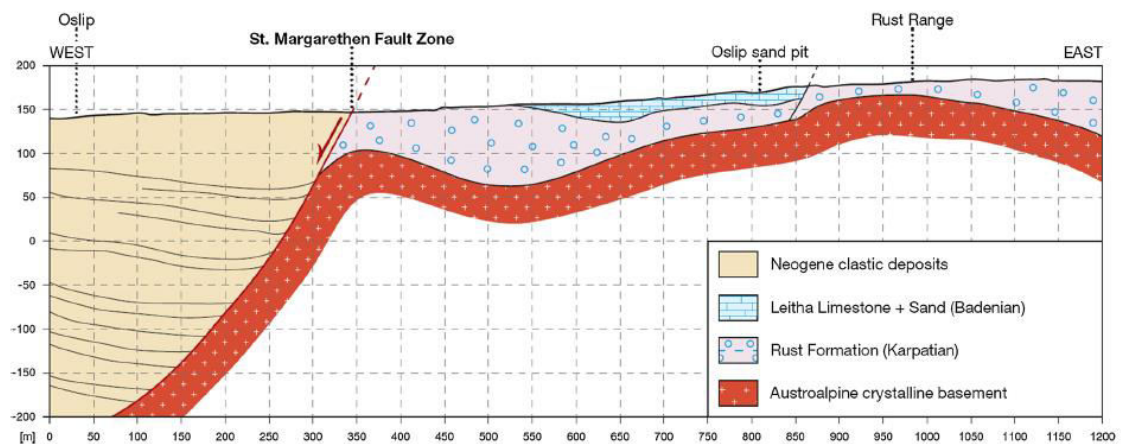 Oslip
Rust Range
St. Margarethen Fault Zone
WEST
Oslip sand pit
EAST
200
150
100
50
0
-50
-100
-150
-200
200
150
100
Neogene clastic deposits
Leitha Limestone + Sand (Badenian)
Rust Formation (Karpatian)
Austroalpine crystalline basement
[m] 0 50 100 150 200 250 300 350 400 450 500 550 600 650 700 750 800 850 900 950 1000 1050 1100 1150 1200